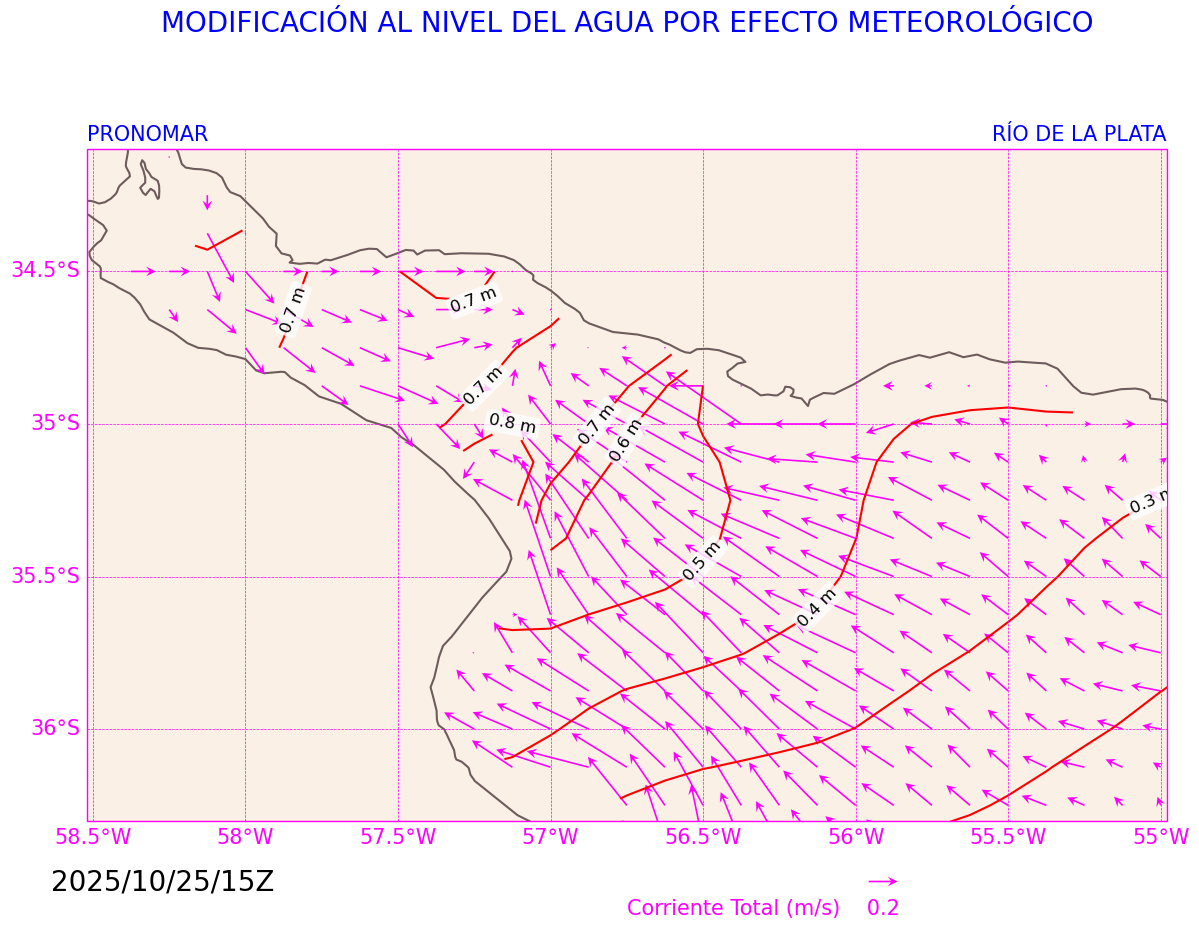 MODIFICACIÓN AL NIVEL DEL AGUA POR EFECTO METEOROLÓGICO
PRONOMAR
RÍO DE LA PLATA
34.5°S
35°S
35.5°S
36°S
0.7 m
0.7 m
0.7 m
0.8 m
0.7 m
0.6 m
0.5 m
0.4 m
0.3 m
58.5°W
58°W
57.5°W
57°W
56.5°W
56°W
55.5°W
55°W
2025/10/25/15Z
Corriente Total (m/s)
0.2